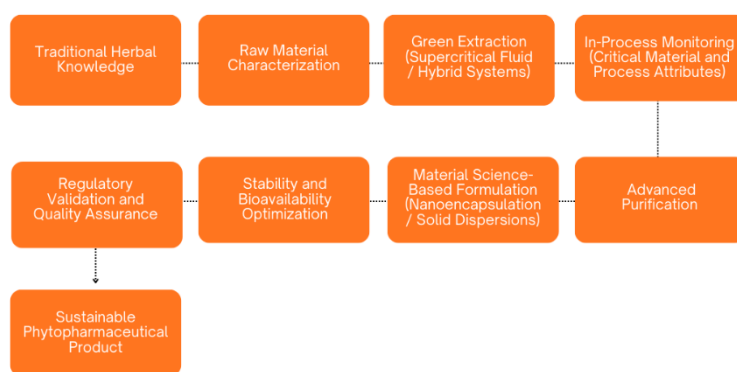 Traditional Herbal
Knowledge
Raw Material
Characterization
Green Extraction
(Supercritical Fluid
/ Hybrid Systems)
In-Process Monitoring
(Critical Material and
Process Attributes)
Regulatory
Validation and
Quality Assurance
Stability and
Bioavailability
Optimization
Material Science-
Based Formulation
(Nanoencapsulation
/ Solid Dispersions)
Advanced
Purification
Sustainable
Phytopharmaceutical
Product